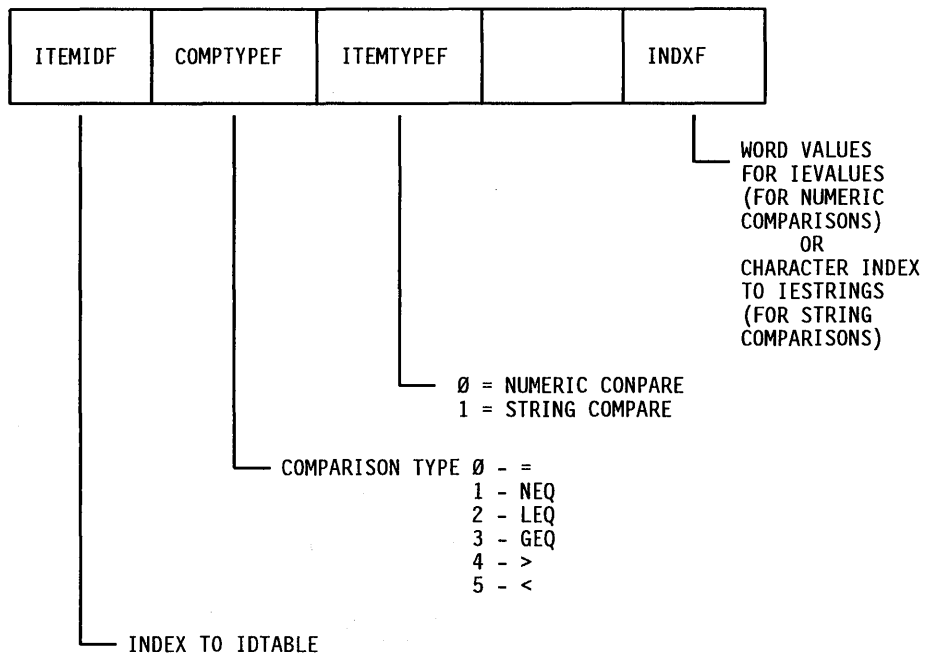 ITEMIDF COMPTYPEF ITEMTYPEF INDXF
WORD VALUES
FOR IEVALUES
(FOR NUMERIC
COMPARISONS)
OR
CHARACTER INDEX
TO IESTRINGS
(FOR STRING
COMPARISONS)
Ø = NUMERIC CONPARE
1 = STRING COMPARE
COMPARISON TYPE Ø - =
1 - NEQ
2 - LEQ
3 - GEQ
4 - >
5 - <
INDEX TO IDTABLE